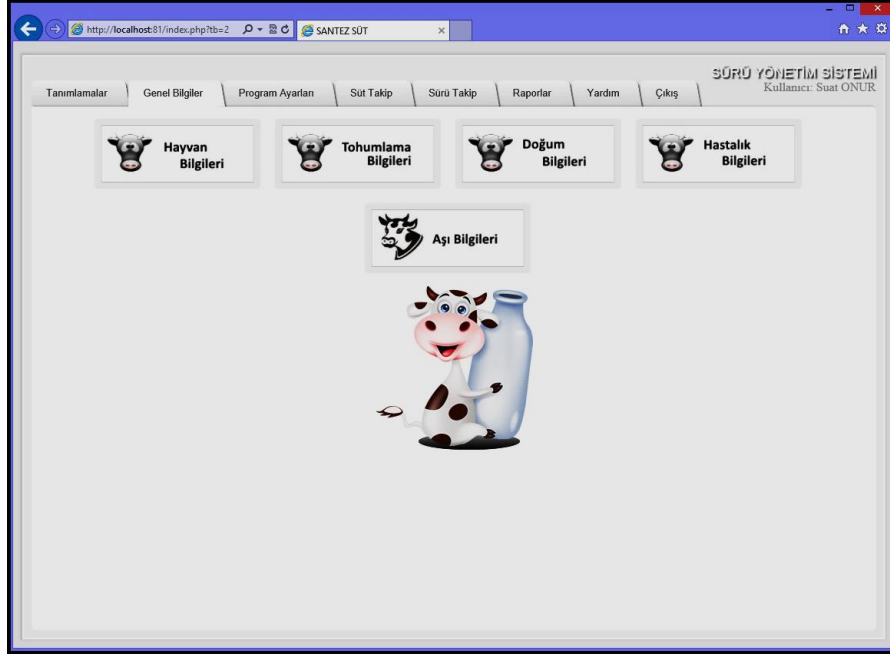 http://localhost:81/index.php?tb=2
SANTEZ SÜT
SÜRÜ YÖNETİM SİSTEMİ
Kullanıcı: Suat ONUR
Tanımlamalar
Genel Bilgiler
Program Ayarları
Süt Takip
Sürü Takip
Raporlar
Yardım
Çıkış
Hayvan
Bilgileri
Tohumlama
Bilgileri
Doğum
Bilgileri
Hastalık
Bilgileri
Aşı Bilgileri